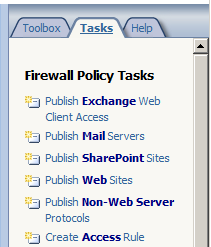 Toolbox Tasks Help
Firewall Policy Tasks
Publish Exchange Web
Client Access
Publish Mail Servers
Publish SharePoint Sites
Publish Web Sites
Publish Non-Web Server
Protocols
Create Access Rule